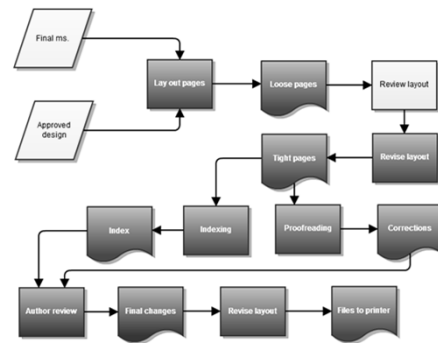 Final ms.
Lay out pages
Loose pages
Review layout
Approved
design
Tight pages
Revise layout
Index
Indexing
Proofreading
Corrections
Author review
Final changes
Revise layout
Files to printer